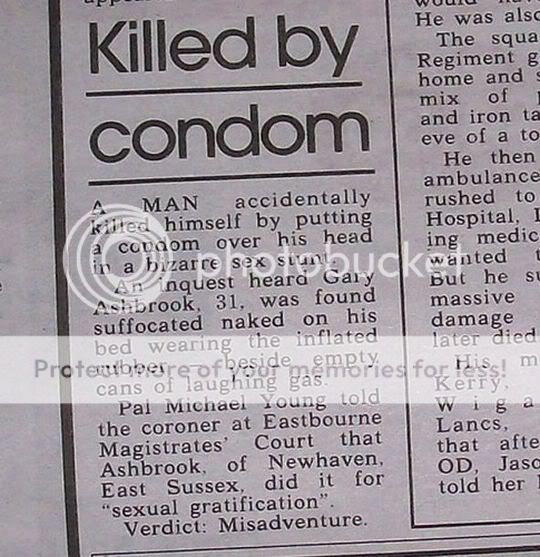 Killed by
condom
A MAN accidentally
killed himself by putting
a condom over his head
in a bizarre sex stunt.
An inquest heard Gary
Ashbrook, 31, was found
suffocated naked on his
bed wearing the inflated
rubber — beside empty
cans of laughing gas.
Pal Michael Young told
the coroner at Eastbourne
Magistrates' Court that
Ashbrook, of Newhaven,
East Sussex, did it for
"sexual gratification".
Verdict: Misadventure.
He was also
The squa
Regiment g
home and s
mix of
and iron ta
eve of a to
He then
ambulance
rushed to
Hospital, L
ing medic
wanted t
But he su
massive
damage
later died
His m
Kerry,
Wiga
Lancs,
that afte
OD, Jaso
told her
photobucket
Protect more of your memories for less!